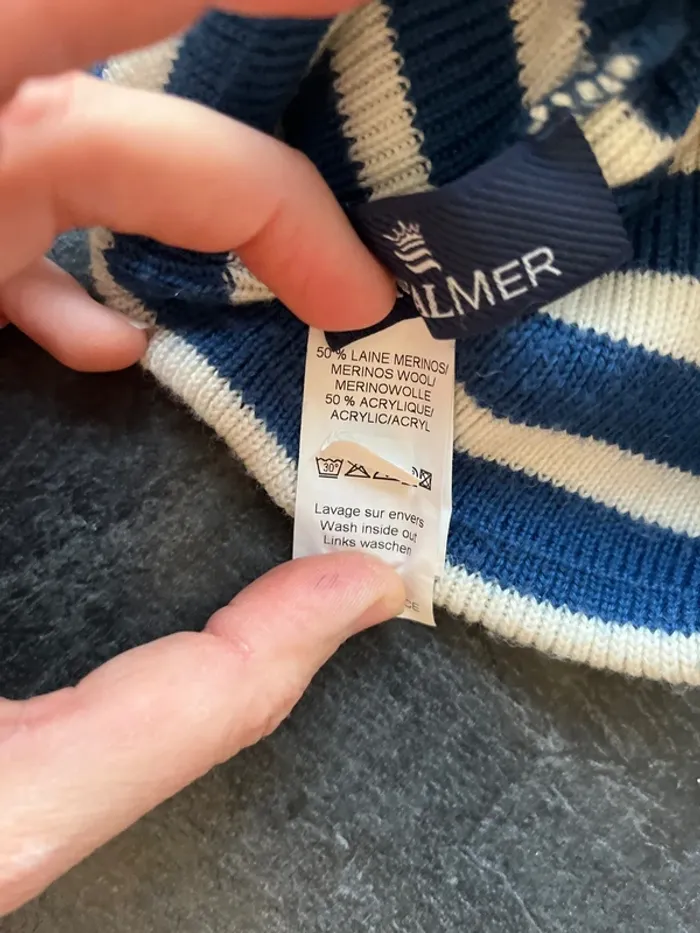 ALMER
50 % LAINE MERINOS/
MERINOS WOOL/
MERINOWOLLE
50 % ACRYLIQUE/
ACRYLIC/ACRYL
30°
Lavage sur envers
Wash inside out
Links waschen
CE